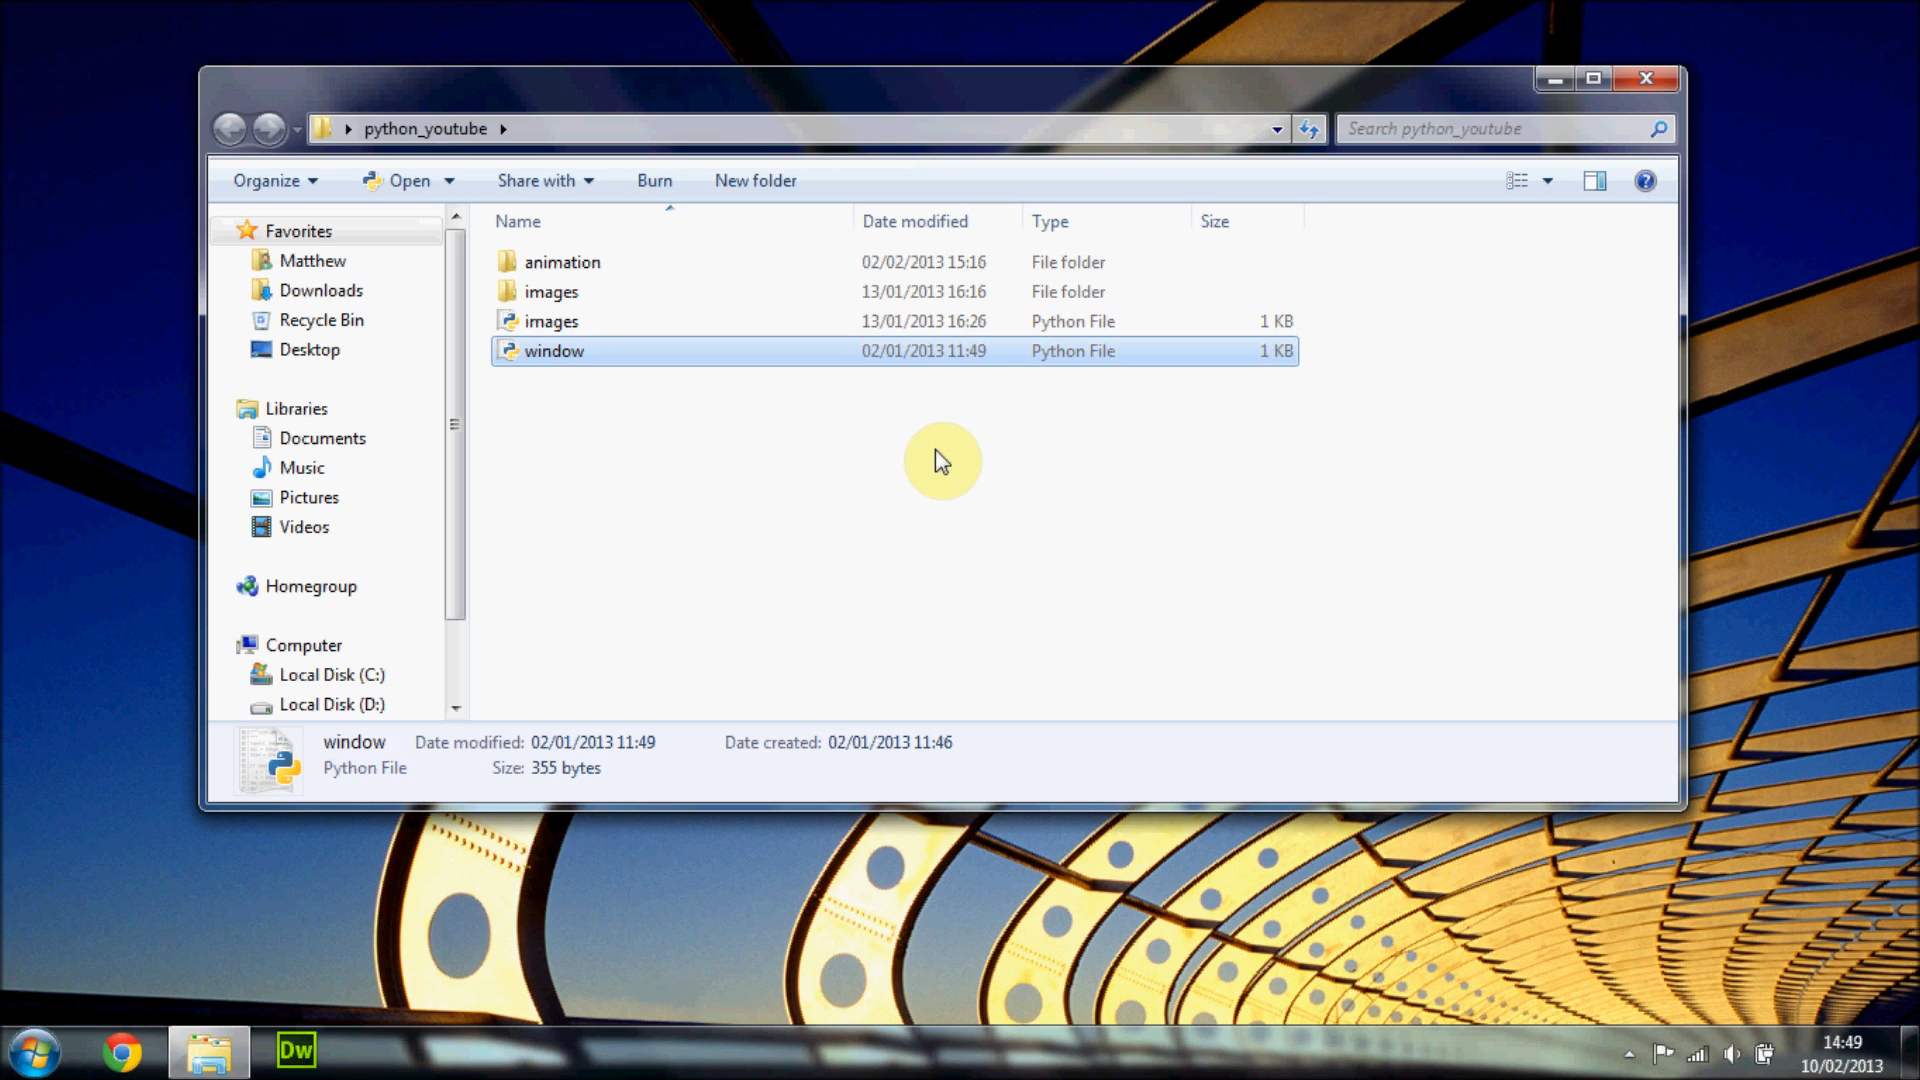 python_youtube
Search python_youtube
Organize Open Share with Burn New folder
Name Date modified Type Size
Favorites
Matthew
Downloads
Recycle Bin
Desktop
Libraries
Documents
Music
Pictures
Videos
Homegroup
Computer
Local Disk (C:)
Local Disk (D:)
animation 02/02/2013 15:16 File folder
images 13/01/2013 16:16 File folder
images 13/01/2013 16:26 Python File 1 KB
window 02/01/2013 11:49 Python File 1 KB
window Date modified: 02/01/2013 11:49 Date created: 02/01/2013 11:46
Python File Size: 355 bytes
Dw
14:49
10/02/2013